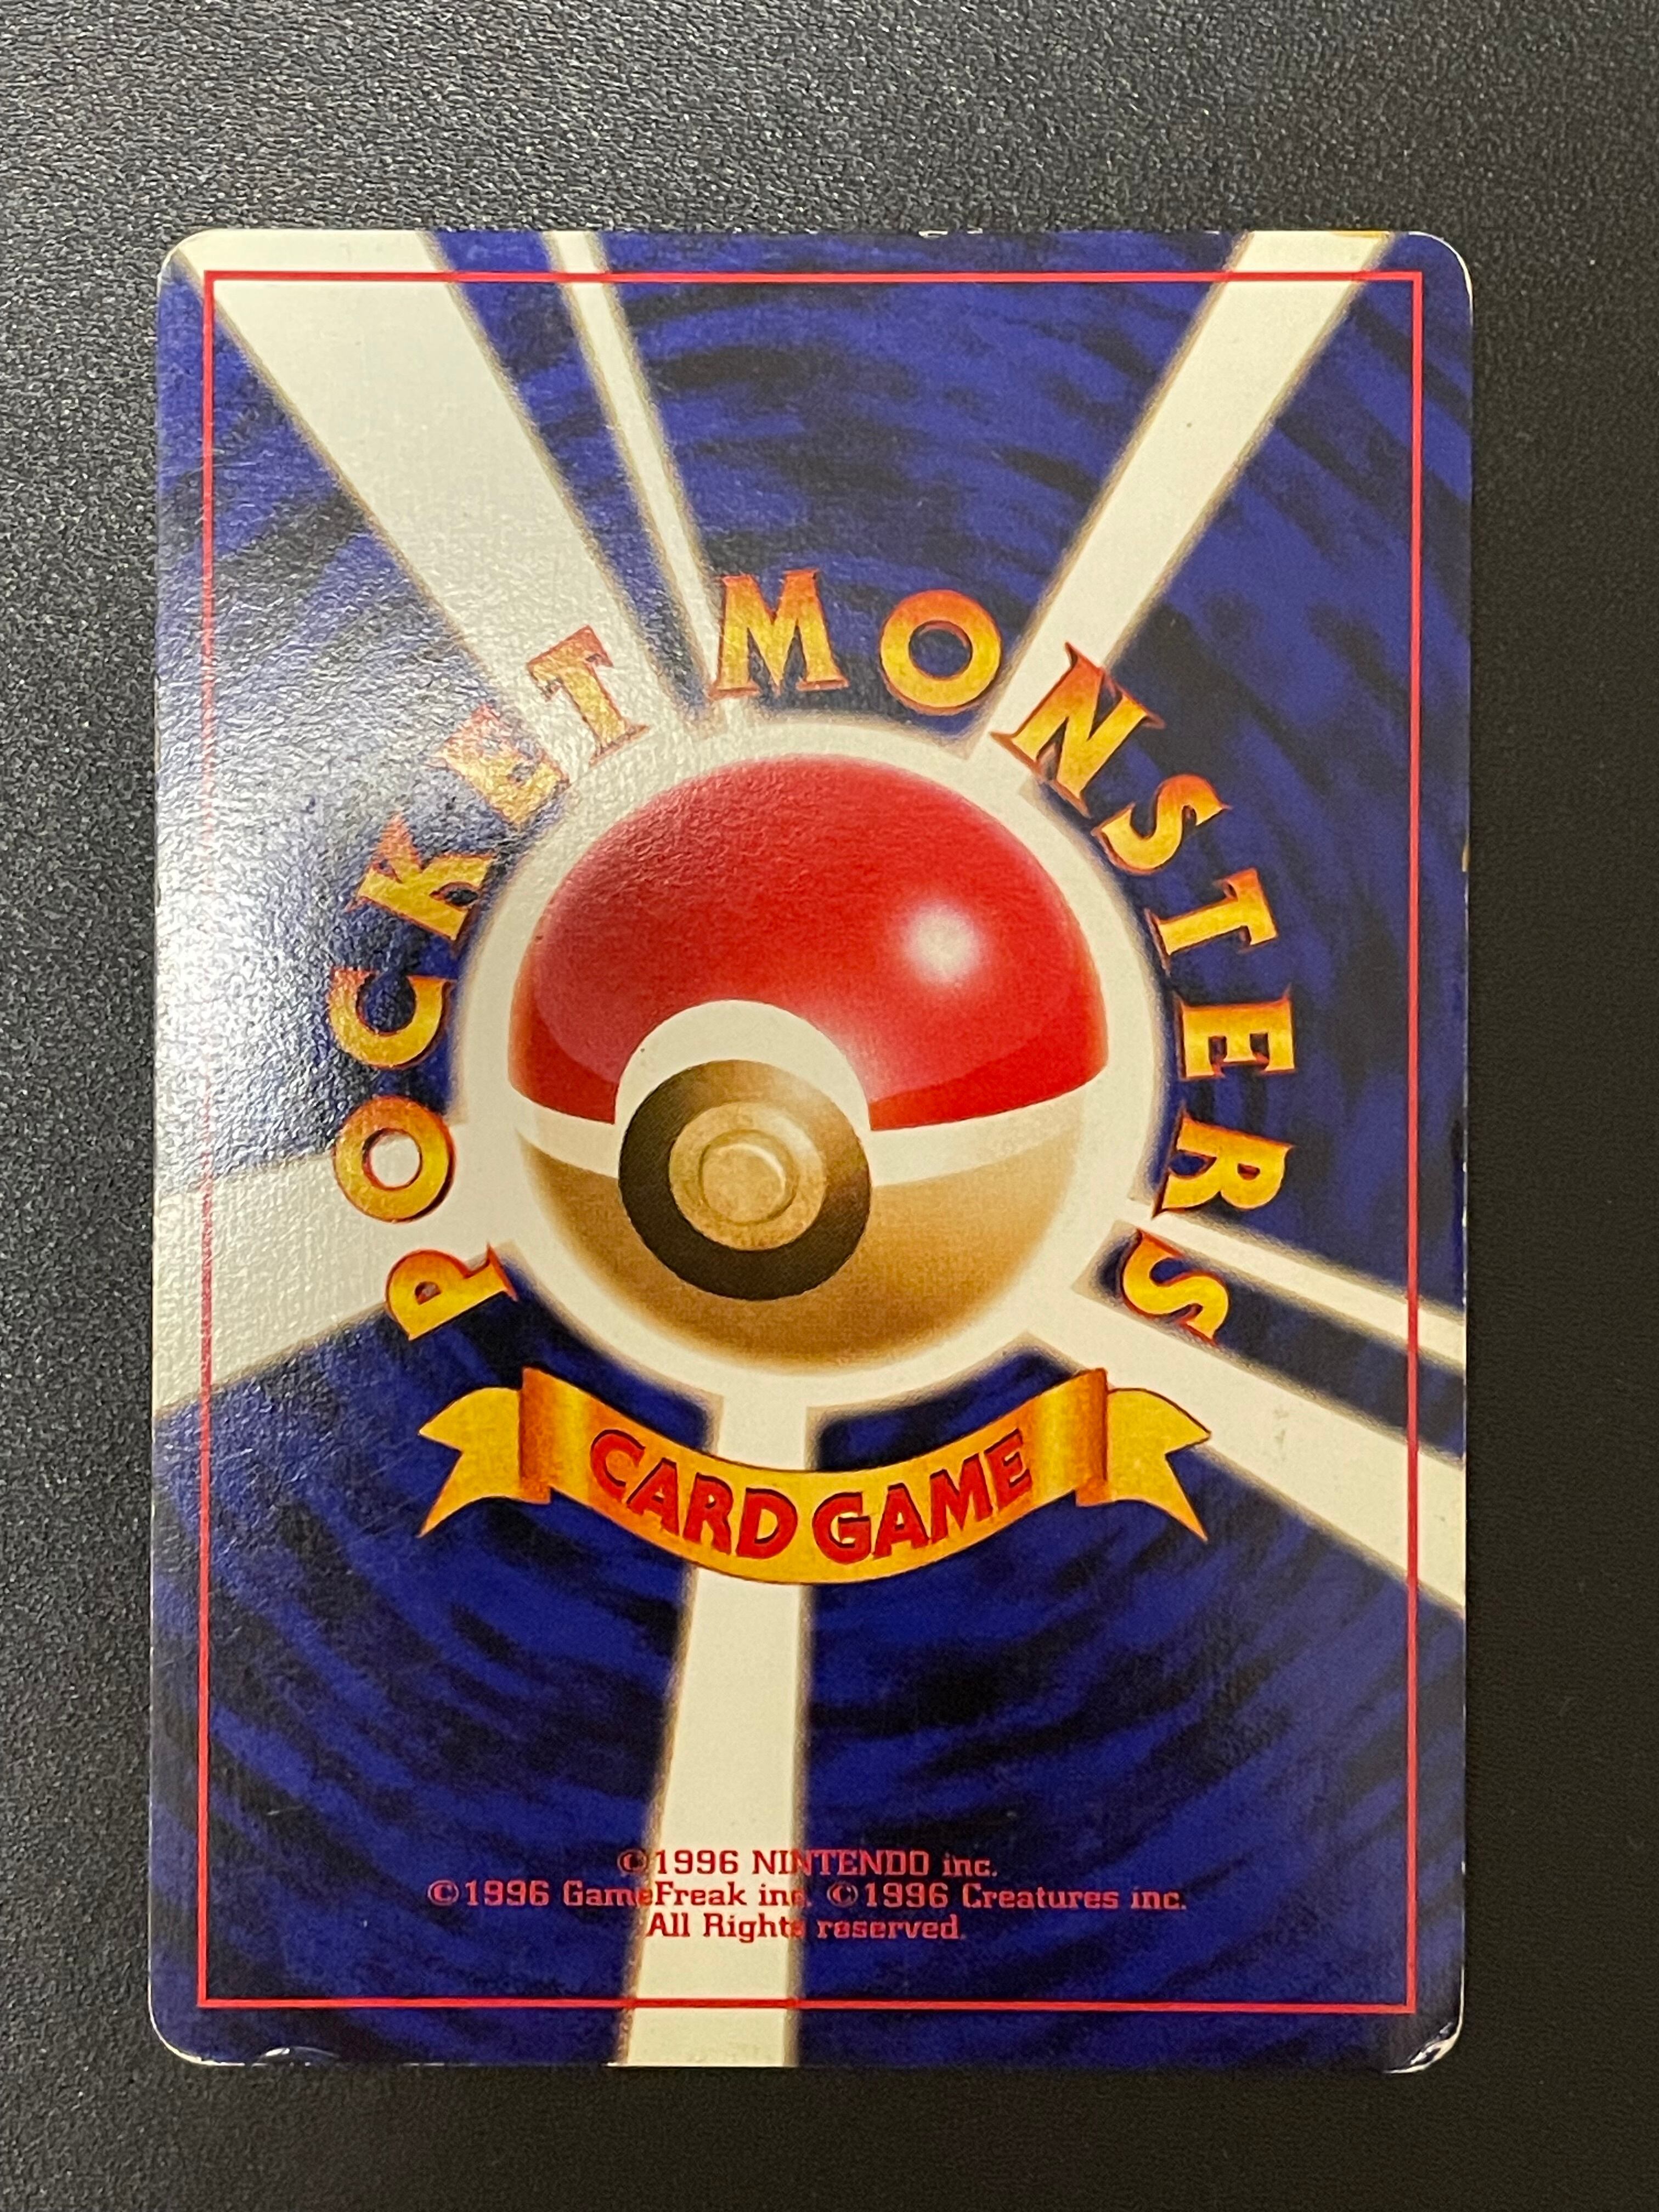 POCKET MONSTERS
CARD GAME
©1996 NINTENDO inc.
©1996 GameFreak inc. ©1996 Creatures inc.
All Rights reserved.